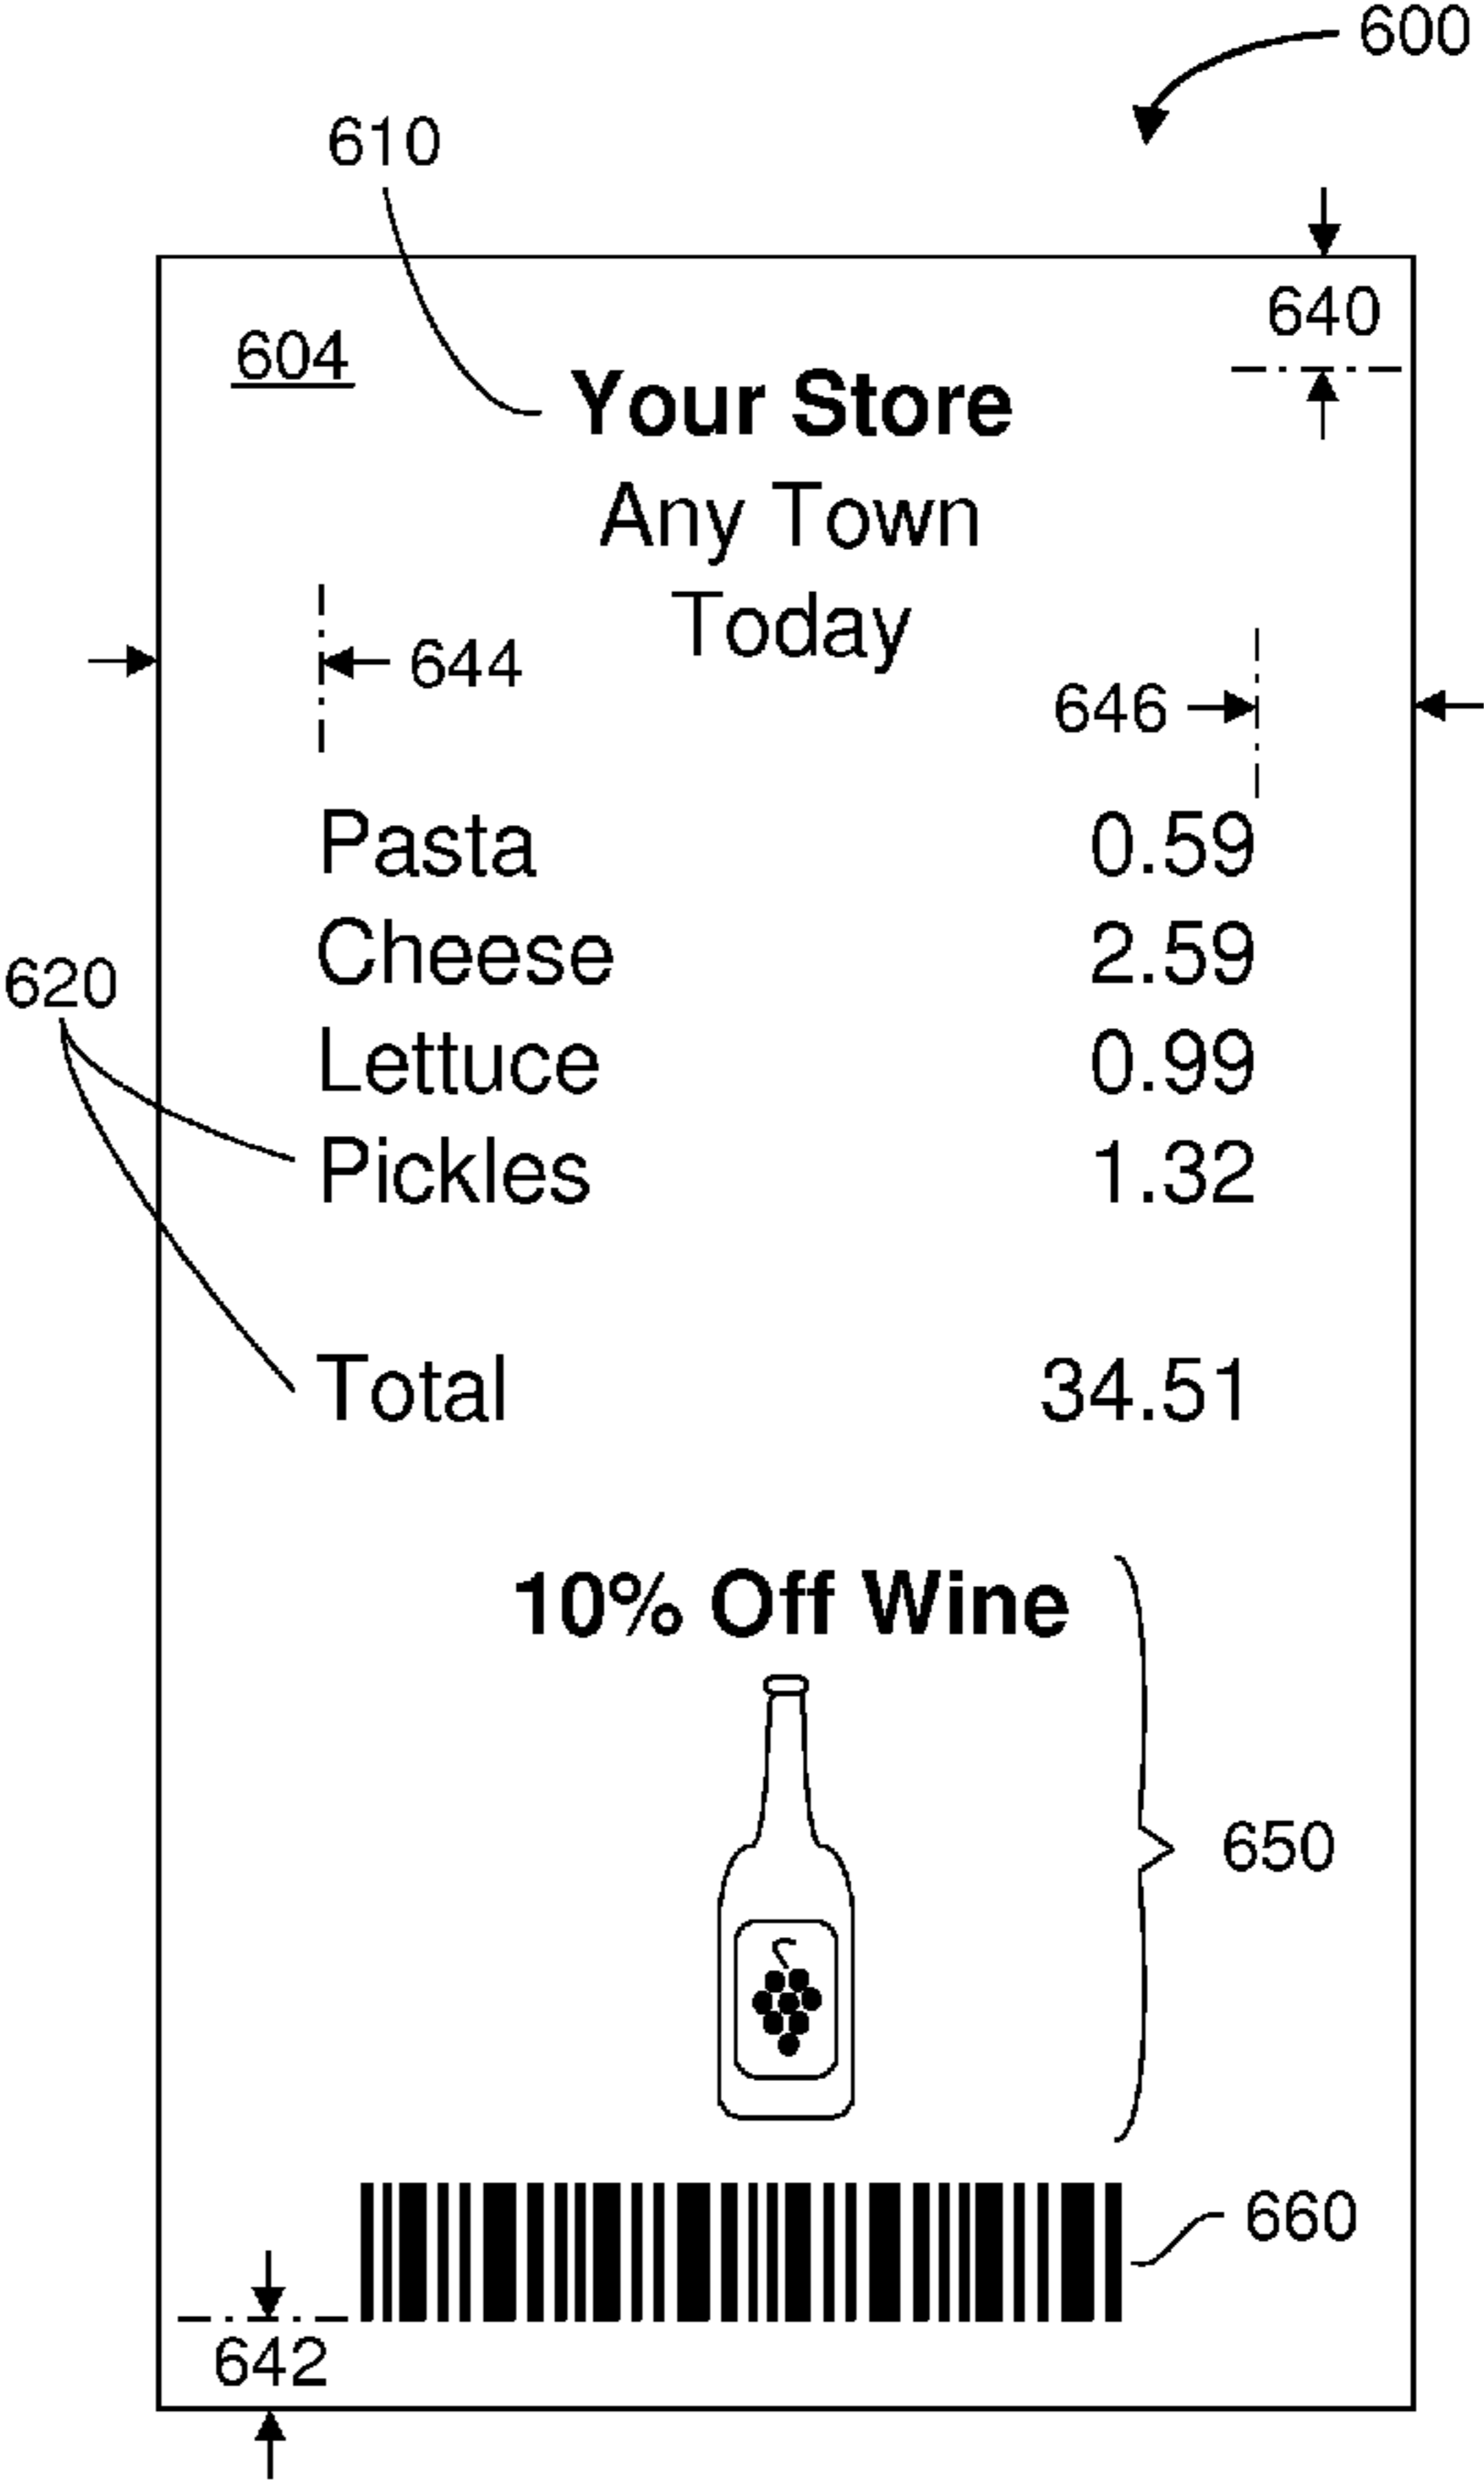 600
610
640
604
Your Store
Any Town
Today
644
646
Pasta 0.59
Cheese 2.59
620
Lettuce 0.99
Pickles 1.32
Total 34.51
10% Off Wine
650
660
642